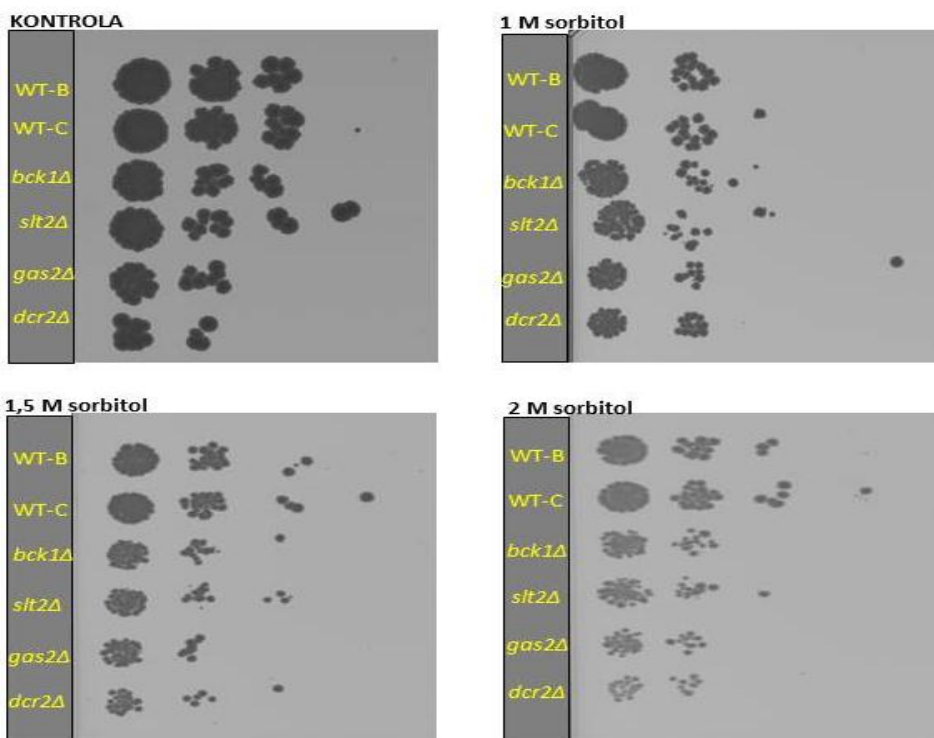 KONTROLA
WT-B
WT-C
bck1Δ
slt2Δ
gas2Δ
dcr2Δ
1 M sorbitol
WT-B
WT-C
bck1Δ
slt2Δ
gas2Δ
dcr2Δ
1,5 M sorbitol
WT-B
WT-C
bck1Δ
slt2Δ
gas2Δ
dcr2Δ
2 M sorbitol
WT-B
WT-C
bck1Δ
slt2Δ
gas2Δ
dcr2Δ